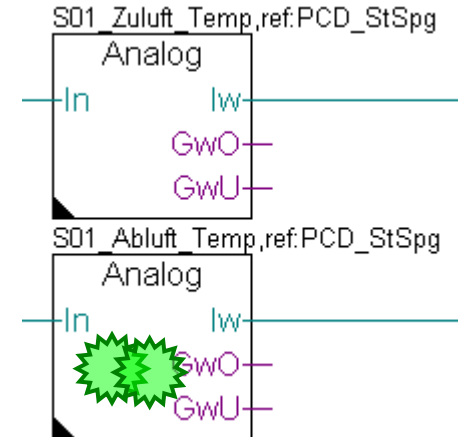 S01_Zuluft_Temp,ref:PCD_StSpg
Analog
In Iw
GwO
GwU
S01_Abluft_Temp,ref:PCD_StSpg
Analog
In Iw
GwO
GwU